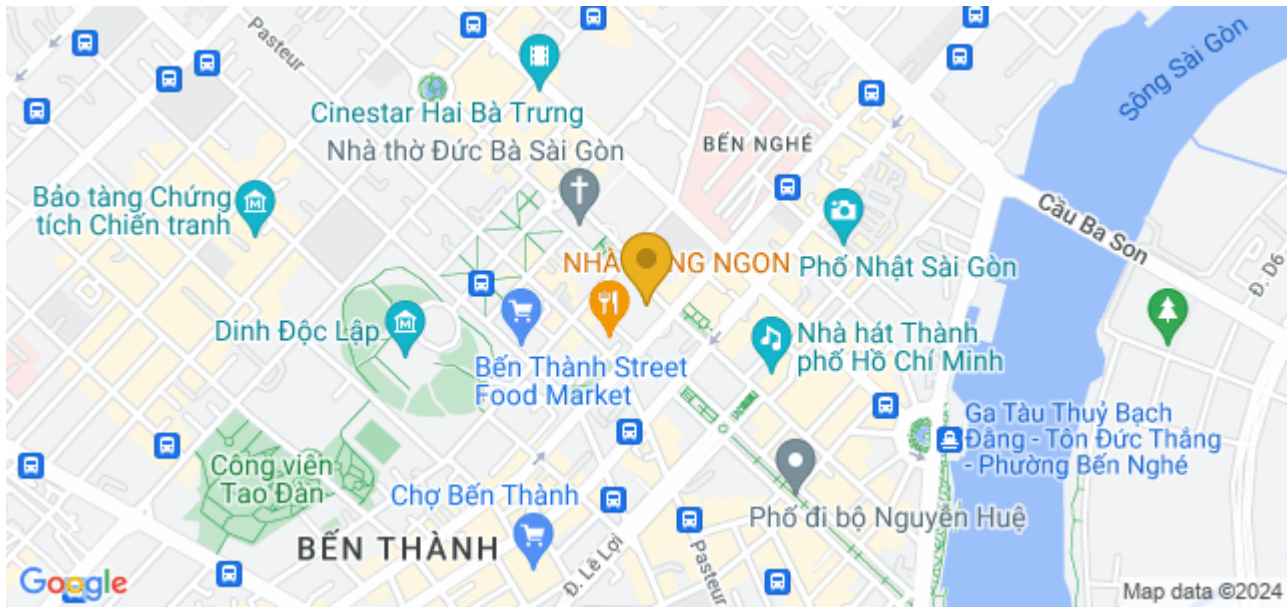 Pasteur
Cinestar Hai Bà Trưng
Nhà thờ Đức Bà Sài Gòn
BẾN NGHÉ
Sông Sài Gòn
Bảo tàng Chứng
tích Chiến tranh
Cầu Ba Son
Đ. D6
NHÀ NG NGON
Phố Nhật Sài Gòn
Dinh Độc Lập
Bến Thành Street
Food Market
Nhà hát Thành
phố Hồ Chí Minh
Ga Tàu Thuỷ Bạch
Đằng - Tôn Đức Thắng
- Phường Bến Nghé
Công viên
Tao Đàn
Chợ Bến Thành
Phố đi bộ Nguyễn Huệ
BẾN THÀNH
Đ. Lê Lợi
Pasteur
Google
Map data ©2024